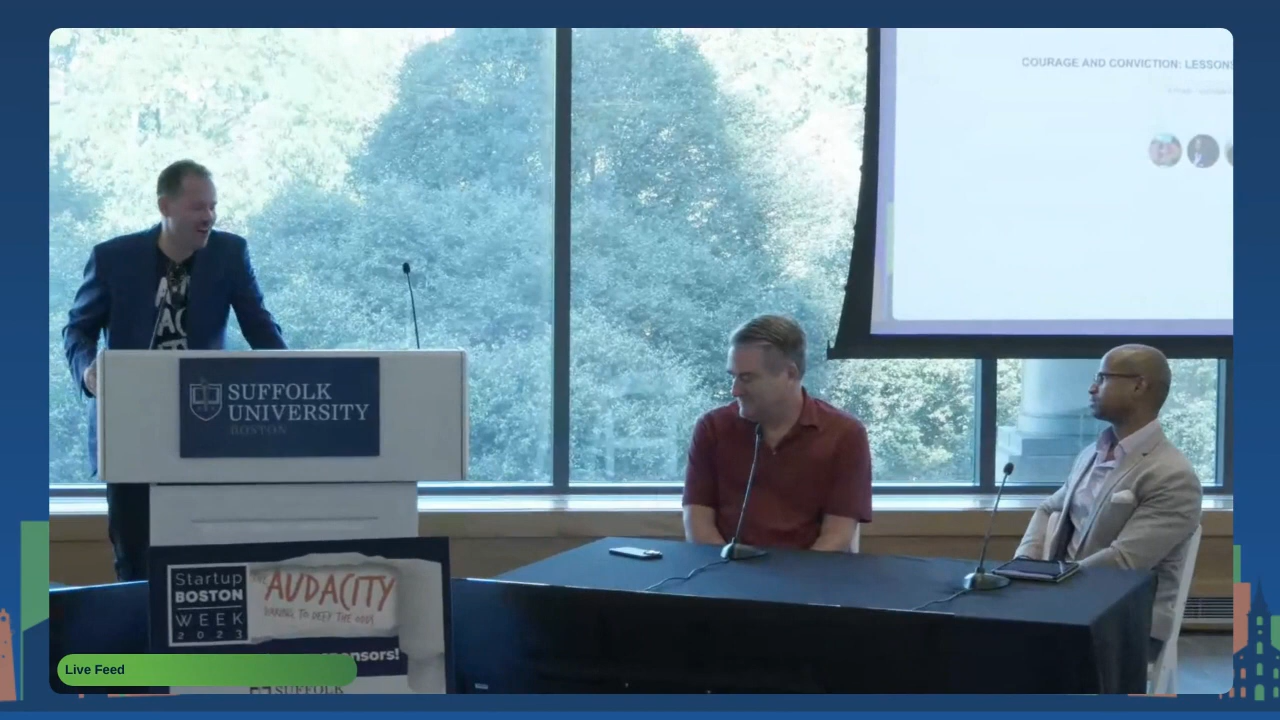 COURAGE AND CONVICTION: LESSONS
SUFFOLK
UNIVERSITY
BOSTON
Startup
BOSTON
WEEK
2023
AUDACITY
DARING TO DEFY THE ODDS
sponsors!
Live Feed
SUFFOLK